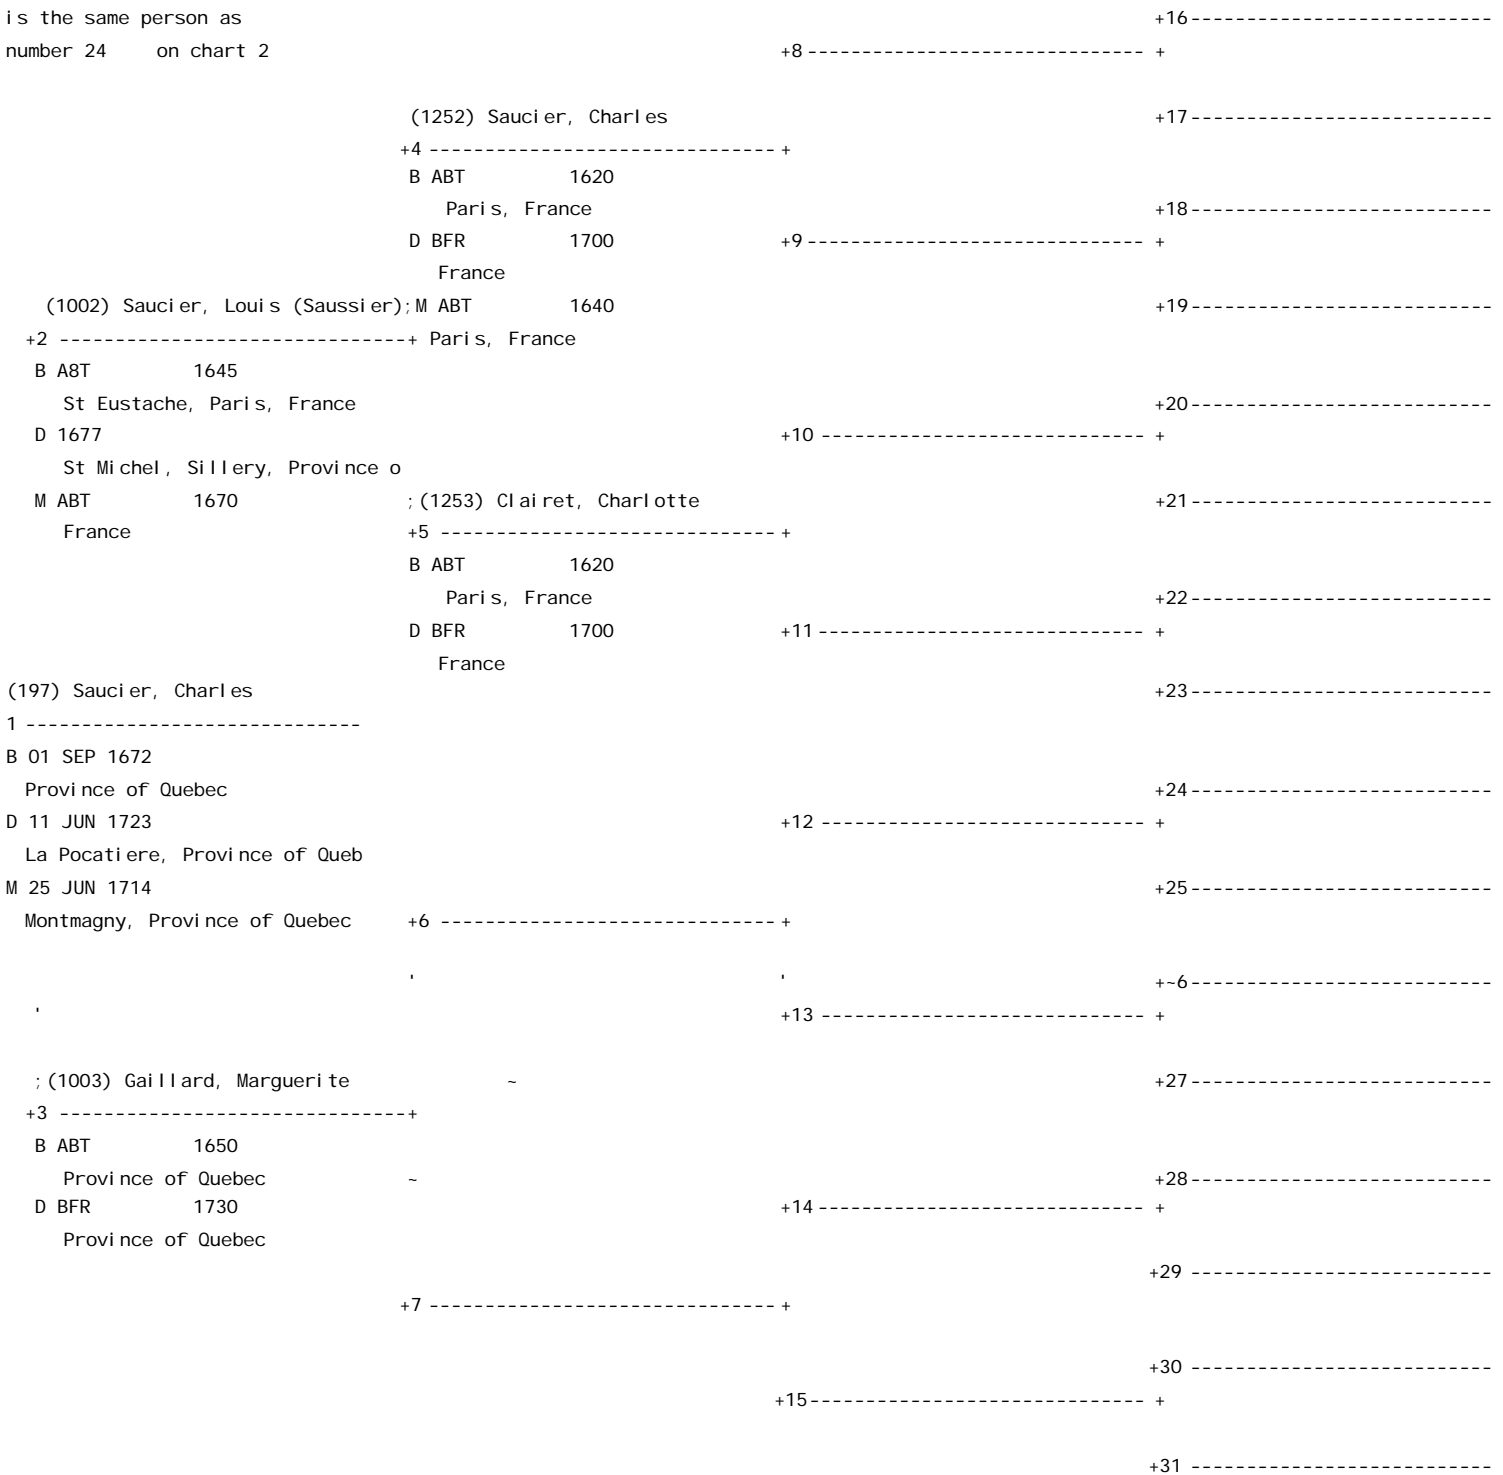 is the same person as +16---------------------------
number 24 on chart 2 +8------------------------------ +
(1252) Saucier, Charles +17---------------------------
+4 ------------------------------- +
B ABT 1620
Paris, France +18---------------------------
D BFR 1700 +9------------------------------ +
France
(1002) Saucier, Louis (Saussier);M ABT 1640 +19---------------------------
+2 -------------------------------+ Paris, France
B A8T 1645
St Eustache, Paris, France +20---------------------------
D 1677 +10 ----------------------------- +
St Michel, Sillery, Province o
M ABT 1670 ;(1253) Clairet, Charlotte +21---------------------------
France +5 ------------------------------ +
B ABT 1620
Paris, France +22---------------------------
D BFR 1700 +11 ----------------------------- +
France
(197) Saucier, Charles +23---------------------------
1 ------------------------------
B 01 SEP 1672
Province of Quebec +24---------------------------
D 11 JUN 1723 +12 ----------------------------- +
La Pocatiere, Province of Queb
M 25 JUN 1714 +25---------------------------
Montmagny, Province of Quebec +6 ------------------------------ +
' ' +~6---------------------------
' +13 ----------------------------- +
;(1003) Gaillard, Marguerite ~ +27---------------------------
+3 -------------------------------+
B ABT 1650
Province of Quebec ~ +28---------------------------
D BFR 1730 +14 ----------------------------- +
Province of Quebec
+29 ---------------------------
+7 ------------------------------- +
+30 ---------------------------
+15------------------------------ +
+31 ---------------------------